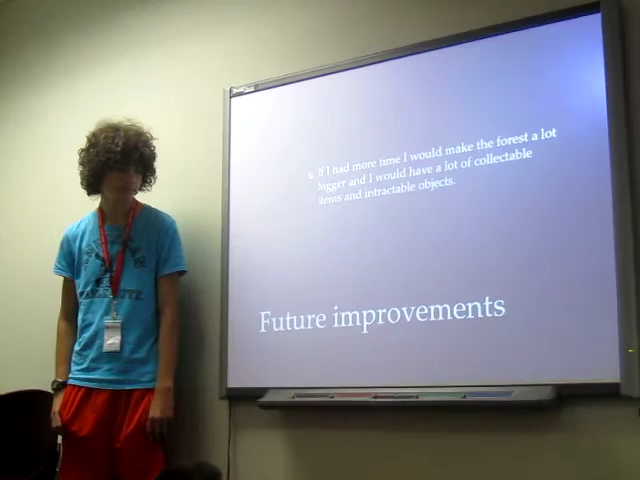 If I had more time I would make the forest a lot
bigger and I would have a lot of collectable
items and intractable objects.
Future improvements